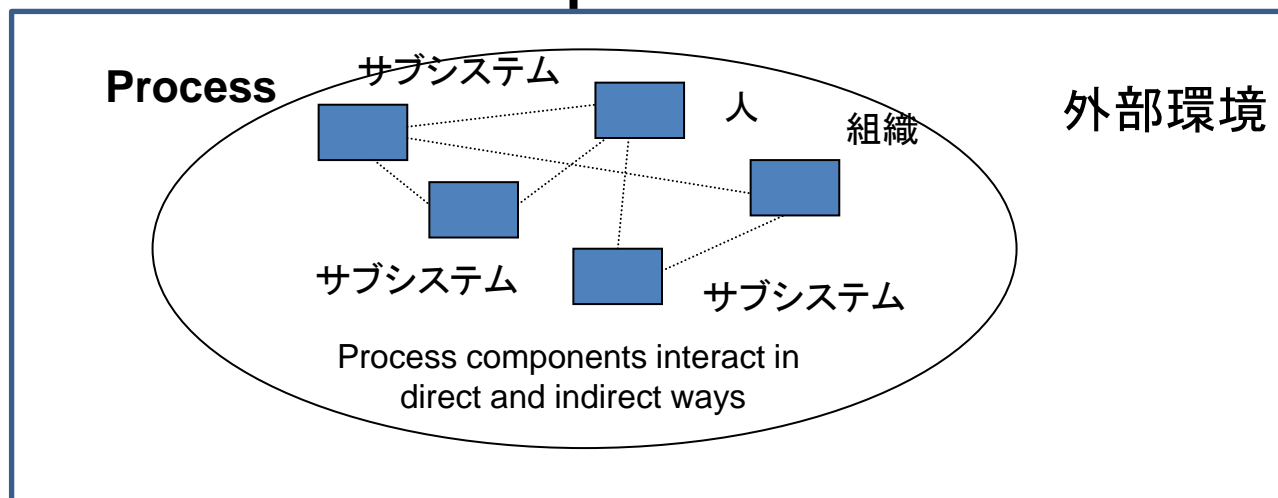 サブシステム
Process
人
組織
外部環境
サブシステム
サブシステム
Process components interact in
direct and indirect ways